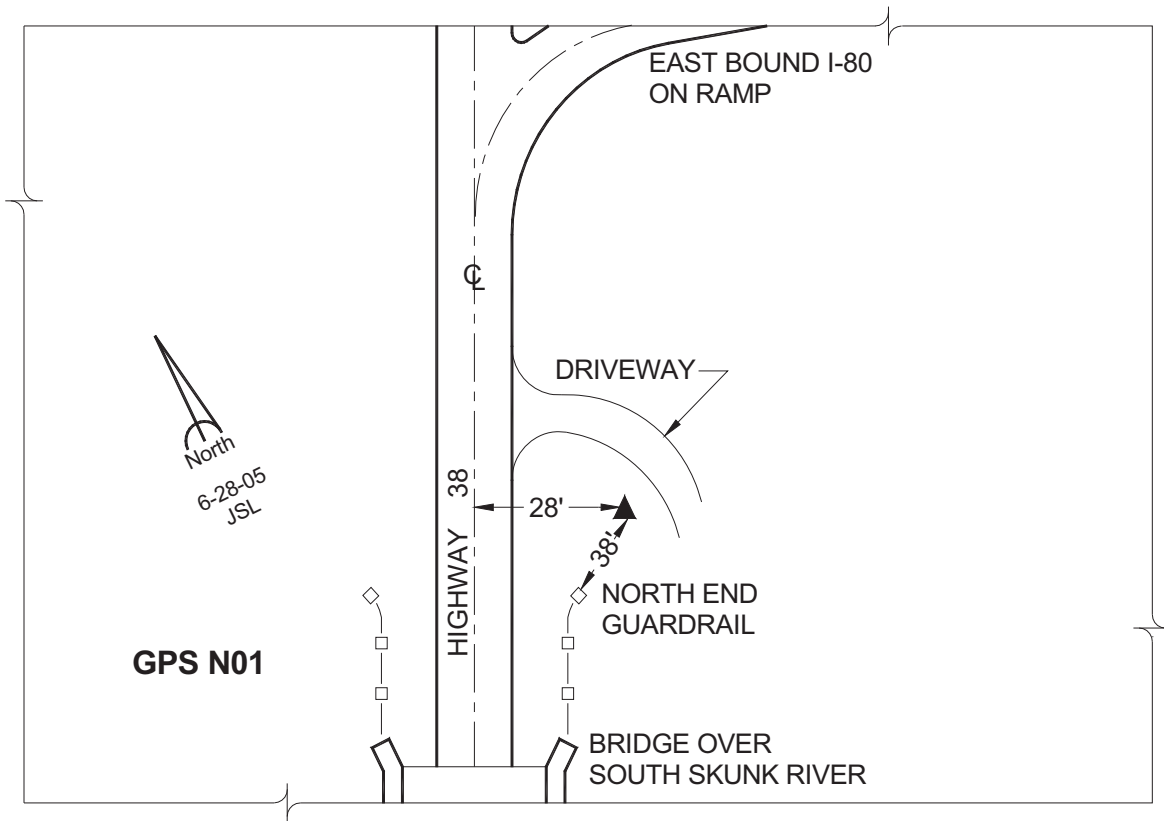 EAST BOUND I-80
ON RAMP
℄
DRIVEWAY
North
6-28-05
JSL
HIGHWAY 38
28'
38'
NORTH END
GUARDRAIL
GPS N01
BRIDGE OVER
SOUTH SKUNK RIVER